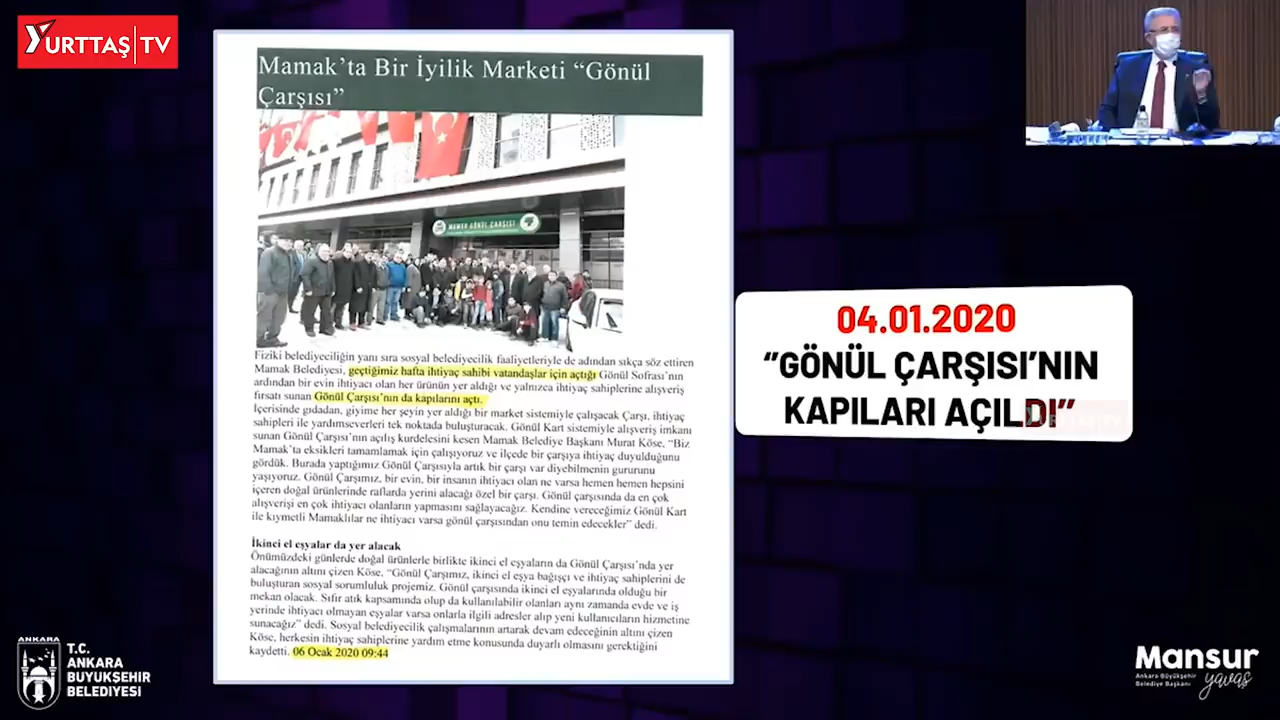 YURTTAŞ|TV
Mamak’ta Bir İyilik Marketi “Gönül
Çarşısı”
MAMAK GÖNÜL ÇARŞISI
Fiziki belediyeciliğin yanı sıra sosyal belediyecilik faaliyetleriyle de adından sıkça söz ettiren
Mamak Belediyesi, geçtiğimiz hafta ihtiyaç sahibi vatandaşlar için açtığı Gönül Sofrası’nın
ardından bir evin ihtiyacı olan her ürünün yer aldığı ve yalnızca ihtiyaç sahiplerine alışveriş
fırsatı sunan Gönül Çarşısı’nın da kapılarını açtı.
İçerisinde gıdadan, giyime her şeyin yer aldığı bir market sistemiyle çalışacak Çarşı, ihtiyaç
sahipleri ile yardımseverleri tek noktada buluşturacak. Gönül Kart sistemiyle alışveriş imkanı
sunan Gönül Çarşısı’nın açılış kurdelesini kesen Mamak Belediye Başkanı Murat Köse, “Biz
Mamak’ta eksikleri tamamlamak için çalışıyoruz ve ilçede bir çarşıya ihtiyaç duyulduğunu
gördük. Burada yaptığımız Gönül Çarşısıyla artık bir çarşı var diyebilmenin gururunu
yaşıyoruz. Gönül Çarşımız, bir evin, bir insanın ihtiyacı olan ne varsa hemen hemen hepsini
içeren doğal ürünlerinde raflarda yerini alacağı özel bir çarşı. Gönül çarşısında da en çok
alışverişi en çok ihtiyacı olanların yapmasını sağlayacağız. Kendine vereceğimiz Gönül Kart
ile kıymetli Mamaklılar ne ihtiyacı varsa gönül çarşısından onu temin edecekler” dedi.
İkinci el eşyalar da yer alacak
Önümüzdeki günlerde doğal ürünlerle birlikte ikinci el eşyaların da Gönül Çarşısı’nda yer
alacağının altını çizen Köse, “Gönül Çarşımız, ikinci el eşya bağışçı ve ihtiyaç sahiplerini de
buluşturan sosyal sorumluluk projemiz. Gönül çarşısında ikinci el eşyalarında olduğu bir
mekan olacak. Sıfır atık kapsamında olup da kullanılabilir olanları aynı zamanda evde ve iş
yerinde ihtiyacı olmayan eşyalar varsa onlarla ilgili adresler alıp yeni kullanıcıların hizmetine
sunacağız” dedi. Sosyal belediyecilik çalışmalarının artarak devam edeceğinin altını çizen
Köse, herkesin ihtiyaç sahiplerine yardım etme konusunda duyarlı olmasını gerektiğini
kaydetti. 06 Ocak 2020 09:44
04.01.2020
“GÖNÜL ÇARŞISI’NIN
KAPILARI AÇILDI”
YURTTAŞ|TV
ANKARA
T.C.
ANKARA
BÜYÜKŞEHİR
BELEDİYESİ
Mansur
Ankara Büyükşehir
Belediye Başkanı
yavaş